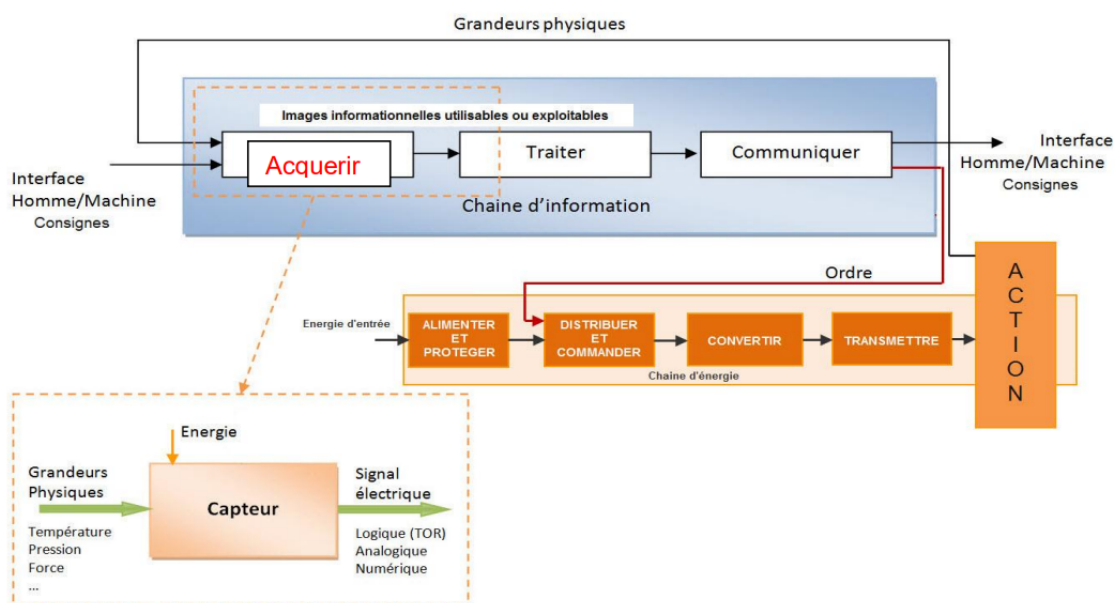 Grandeurs physiques
Images informationnelles utilisables ou exploitables
Acquerir
Traiter
Communiquer
Interface
Homme/Machine
Consignes
Interface
Homme/Machine
Consignes
Chaine d'information
Ordre
ACTION
Energie d'entrée
ALIMENTER
ET
PROTEGER
DISTRIBUER
ET
COMMANDER
CONVERTIR
TRANSMETTRE
Chaine d'énergie
Energie
Grandeurs
Physiques
Capteur
Signal
électrique
Température
Pression
Force
...
Logique (TOR)
Analogique
Numérique